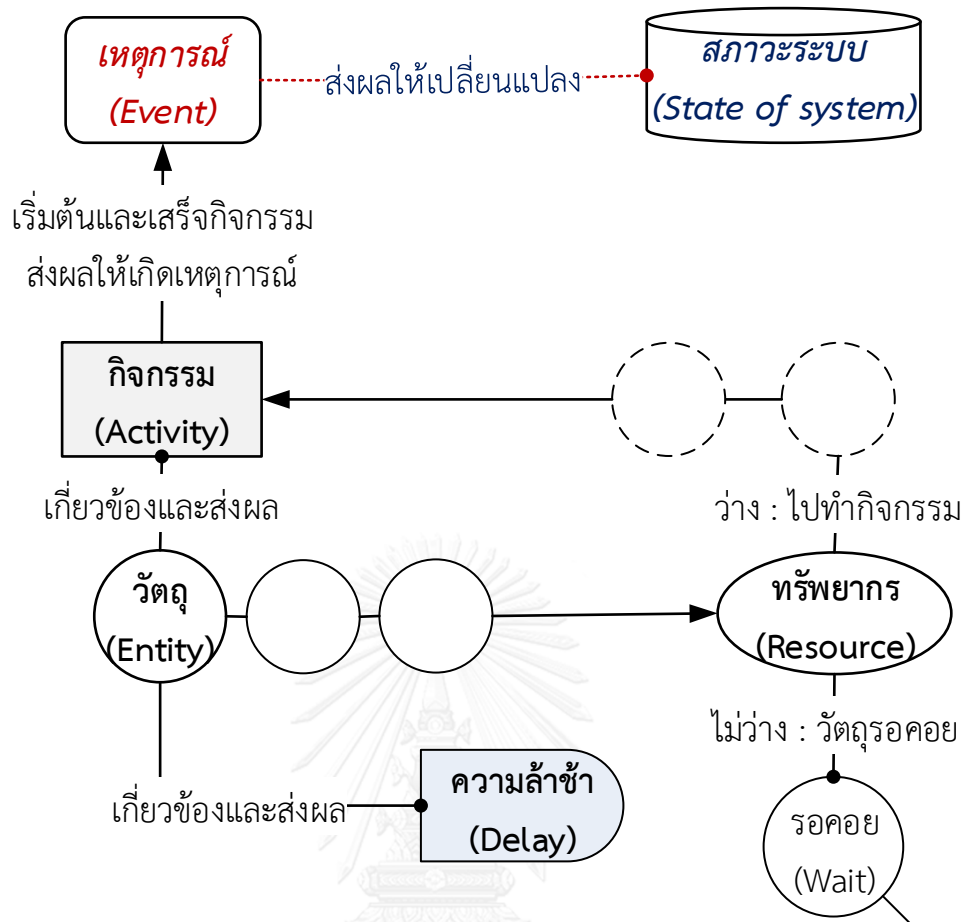 เหตุการณ์
(Event)
ส่งผลให้เปลี่ยนแปลง
สภาวะระบบ
(State of system)
เริ่มต้นและเสร็จกิจกรรม
ส่งผลให้เกิดเหตุการณ์
กิจกรรม
(Activity)
เกี่ยวข้องและส่งผล
ว่าง : ไปทำกิจกรรม
วัตถุ
(Entity)
ทรัพยากร
(Resource)
ไม่ว่าง : วัตถุรอคอย
เกี่ยวข้องและส่งผล
ความล้าช้า
(Delay)
รอคอย
(Wait)